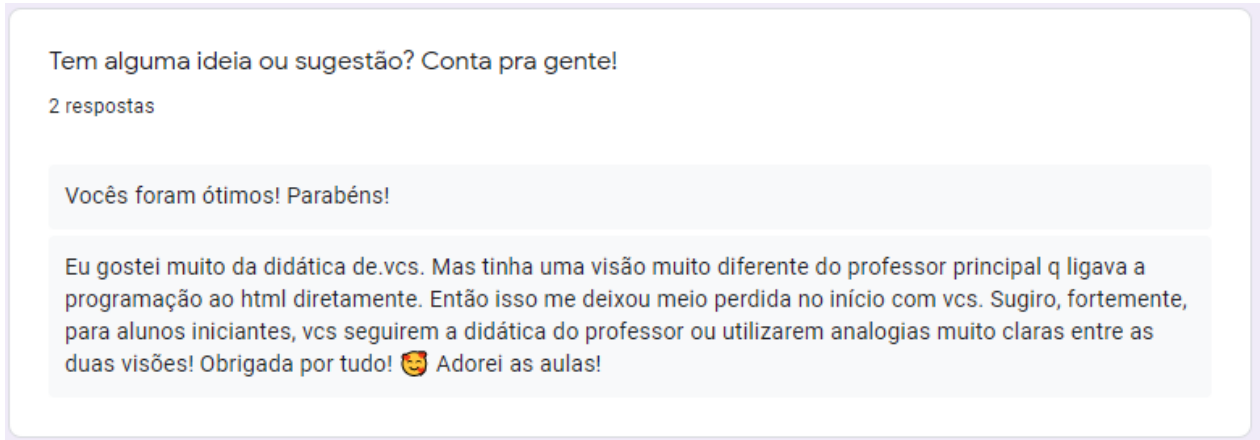 Tem alguma ideia ou sugestão? Conta pra gente!
2 respostas
Vocês foram ótimos! Parabéns!
Eu gostei muito da didática de.vcs. Mas tinha uma visão muito diferente do professor principal q ligava a
programação ao html diretamente. Então isso me deixou meio perdida no início com vcs. Sugiro, fortemente,
para alunos iniciantes, vcs seguirem a didática do professor ou utilizarem analogias muito claras entre as
duas visões! Obrigada por tudo! 🥰 Adorei as aulas!